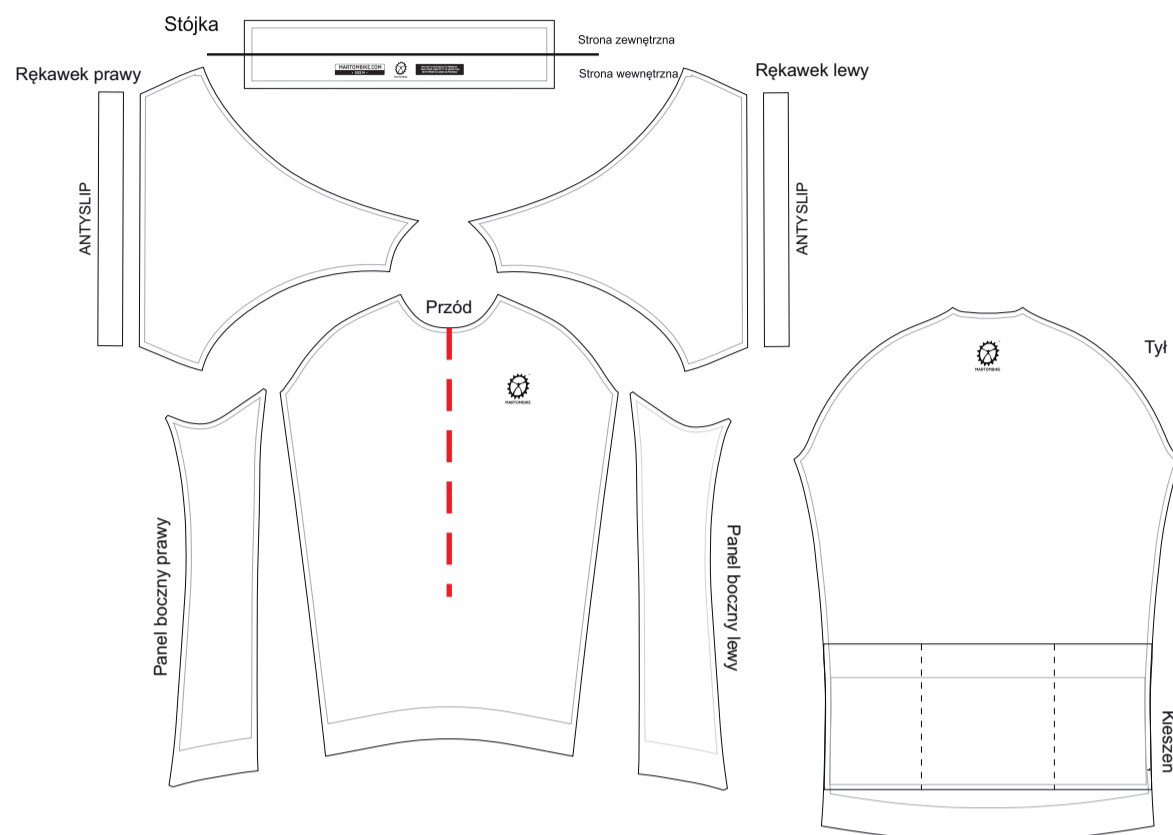 Stójka
Strona zewnętrzna
MARTOMBIKE.COM
Strona wewnętrzna
Rękawek prawy
Rękawek lewy
ANTYSLIP
ANTYSLIP
Przód
MARTOMBIKE
MARTOMBIKE
Tył
Panel boczny prawy
Panel boczny lewy
Kieszeń